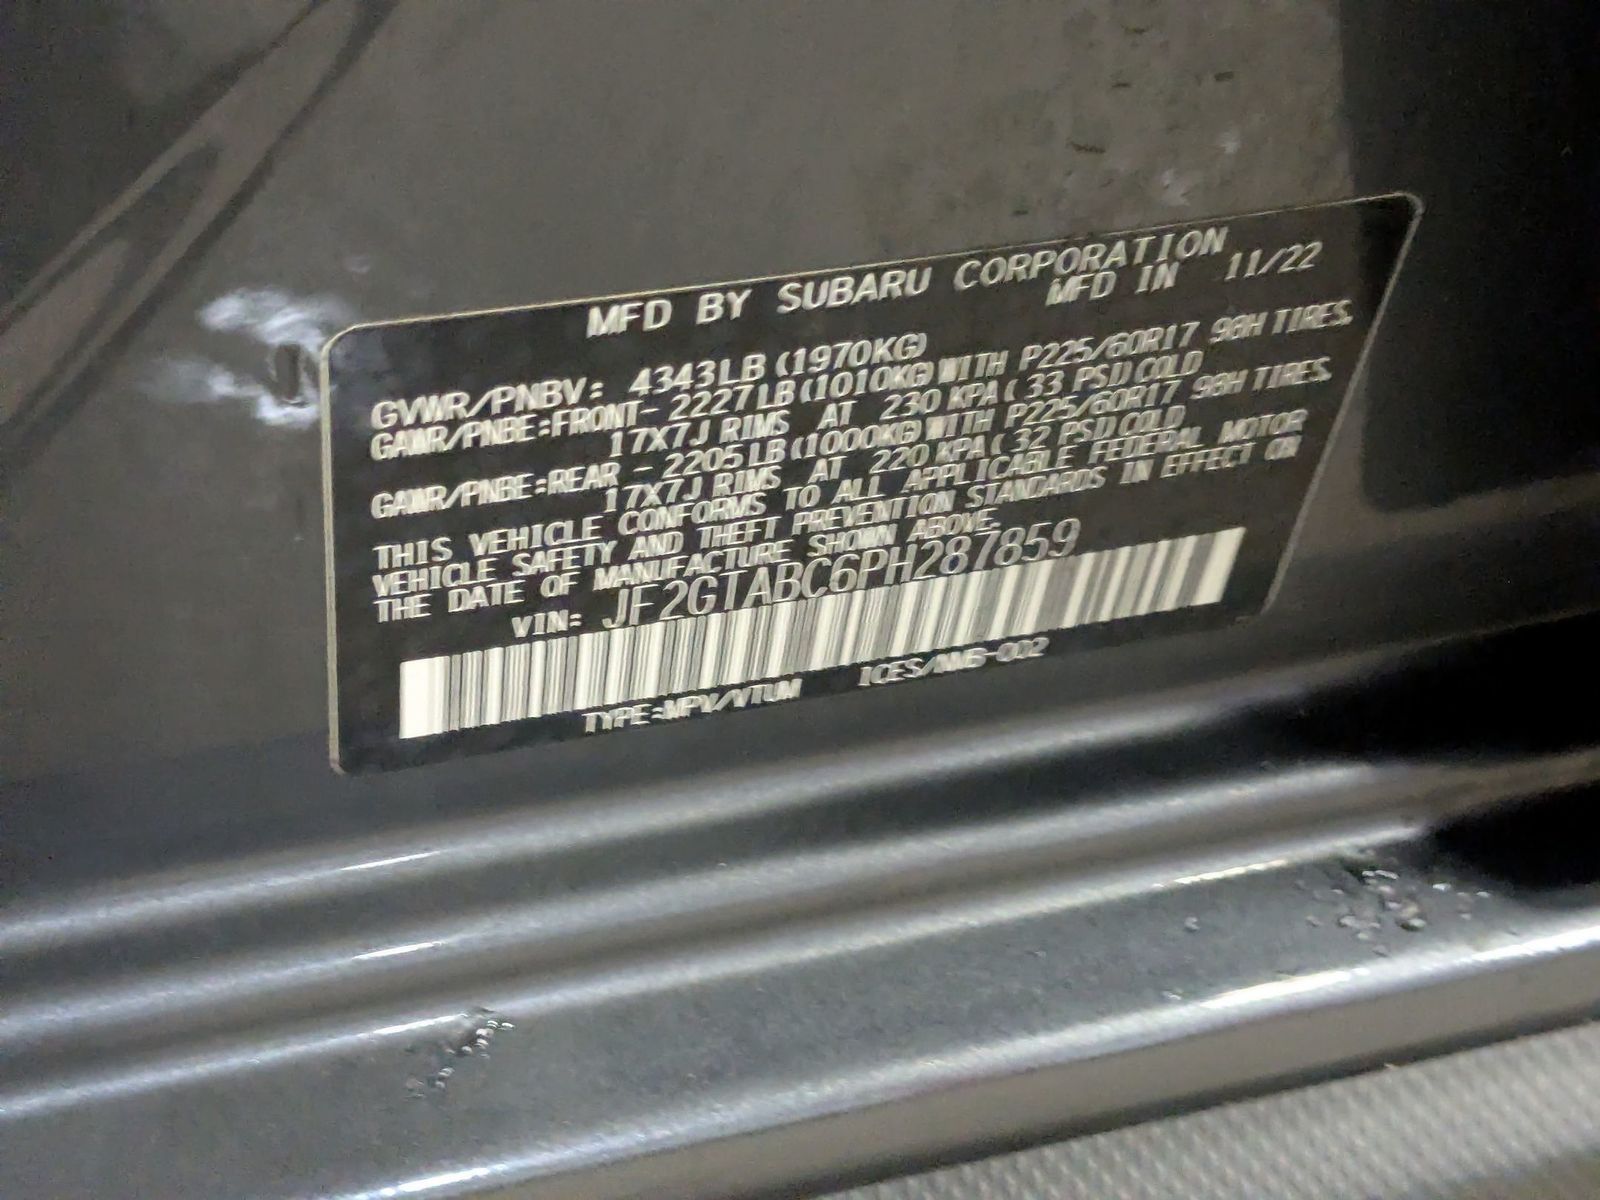 MFD BY SUBARU CORPORATION
MFD IN 11/22
GVWR/PNBV: 4343LB (1970KG)
GAWR/PNBE:FRONT- 2227LB(1010KG)WITH P225/60R17 98H TIRES.
17X7J RIMS AT 230 KPA( 33 PSI)COLD
GAWR/PNBE:REAR - 2205LB(1000KG)WITH P225/60R17 98H TIRES.
17X7J RIMS AT 220 KPA( 32 PSI)COLD
THIS VEHICLE CONFORMS TO ALL APPLICABLE FEDERAL MOTOR
VEHICLE SAFETY AND THEFT PREVENTION STANDARDS IN EFFECT ON
THE DATE OF MANUFACTURE SHOWN ABOVE.
VIN: JF2GTABC6PH287859
TYPE:MPV/VTUM ICES/NMB-002